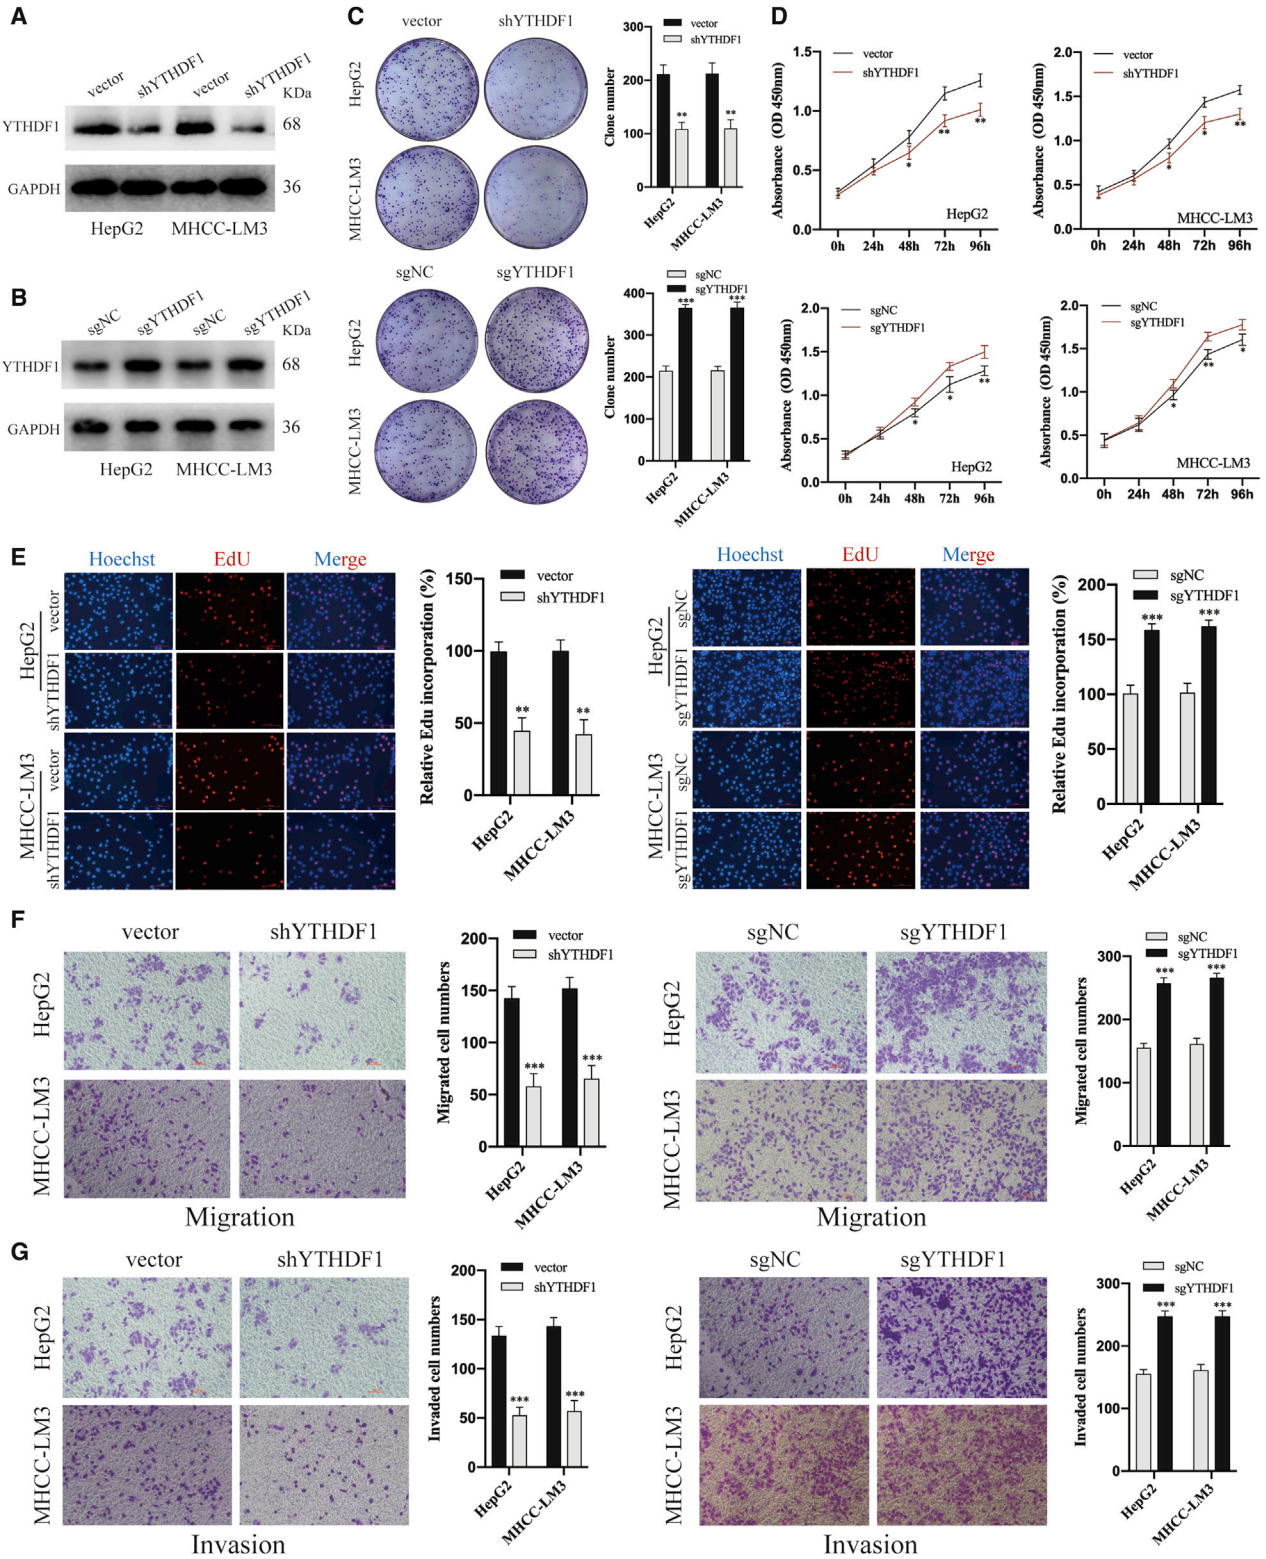 A
vector
shYTHDF1
vector
shYTHDF1
KDa
YTHDF1
68
GAPDH
36
HepG2
MHCC-LM3
B
sgNC
sgYTHDF1
sgNC
sgYTHDF1
KDa
YTHDF1
68
GAPDH
36
HepG2
MHCC-LM3
C
vector
shYTHDF1
HepG2
MHCC-LM3
vector
shYTHDF1
Clone number
300
200
100
0
**
**
HepG2
MHCC-LM3
sgNC
sgYTHDF1
HepG2
MHCC-LM3
sgNC
sgYTHDF1
Clone number
400
300
200
100
0
***
***
HepG2
MHCC-LM3
D
vector
shYTHDF1
Absorbance (OD 450nm)
1.5
1.0
0.5
0.0
*
**
**
HepG2
0h 24h 48h 72h 96h
vector
shYTHDF1
Absorbance (OD 450nm)
2.0
1.5
1.0
0.5
0.0
*
*
**
MHCC-LM3
0h 24h 48h 72h 96h
sgNC
sgYTHDF1
Absorbance (OD 450nm)
2.0
1.5
1.0
0.5
0.0
*
*
**
HepG2
0h 24h 48h 72h 96h
sgNC
sgYTHDF1
Absorbance (OD 450nm)
2.0
1.5
1.0
0.5
0.0
*
**
*
MHCC-LM3
0h 24h 48h 72h 96h
E
Hoechst
EdU
Merge
HepG2
vector
shYTHDF1
MHCC-LM3
vector
shYTHDF1
vector
shYTHDF1
Relative Edu incorporation (%)
150
100
50
0
**
**
HepG2
MHCC-LM3
Hoechst
EdU
Merge
HepG2
sgNC
sgYTHDF1
MHCC-LM3
sgNC
sgYTHDF1
sgNC
sgYTHDF1
Relative Edu incorporation (%)
200
150
100
50
0
***
***
HepG2
MHCC-LM3
F
vector
shYTHDF1
HepG2
MHCC-LM3
Migration
vector
shYTHDF1
Migrated cell numbers
200
150
100
50
0
***
***
HepG2
MHCC-LM3
sgNC
sgYTHDF1
HepG2
MHCC-LM3
Migration
sgNC
sgYTHDF1
Migrated cell numbers
300
200
100
0
***
***
HepG2
MHCC-LM3
G
vector
shYTHDF1
HepG2
MHCC-LM3
Invasion
vector
shYTHDF1
Invaded cell numbers
200
150
100
50
0
***
***
HepG2
MHCC-LM3
sgNC
sgYTHDF1
HepG2
MHCC-LM3
Invasion
sgNC
sgYTHDF1
Invaded cell numbers
300
200
100
0
***
***
HepG2
MHCC-LM3